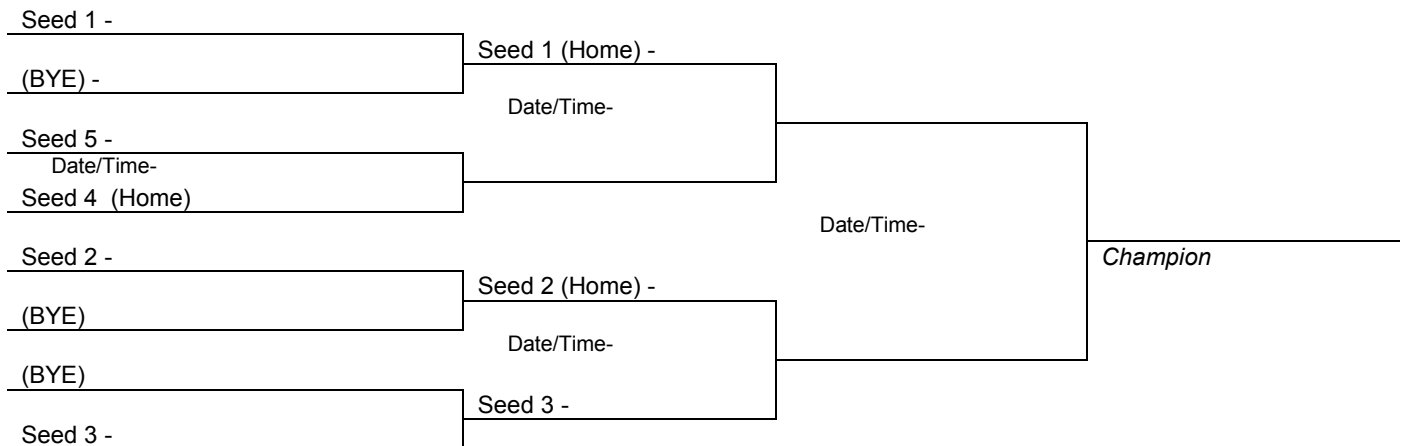 Seed 1 -
Seed 1 (Home) -
(BYE) -
Date/Time-
Seed 5 -
Date/Time-
Seed 4 (Home)
Date/Time-
Seed 2 -
Champion
Seed 2 (Home) -
(BYE)
Date/Time-
(BYE)
Seed 3 -
Seed 3 -